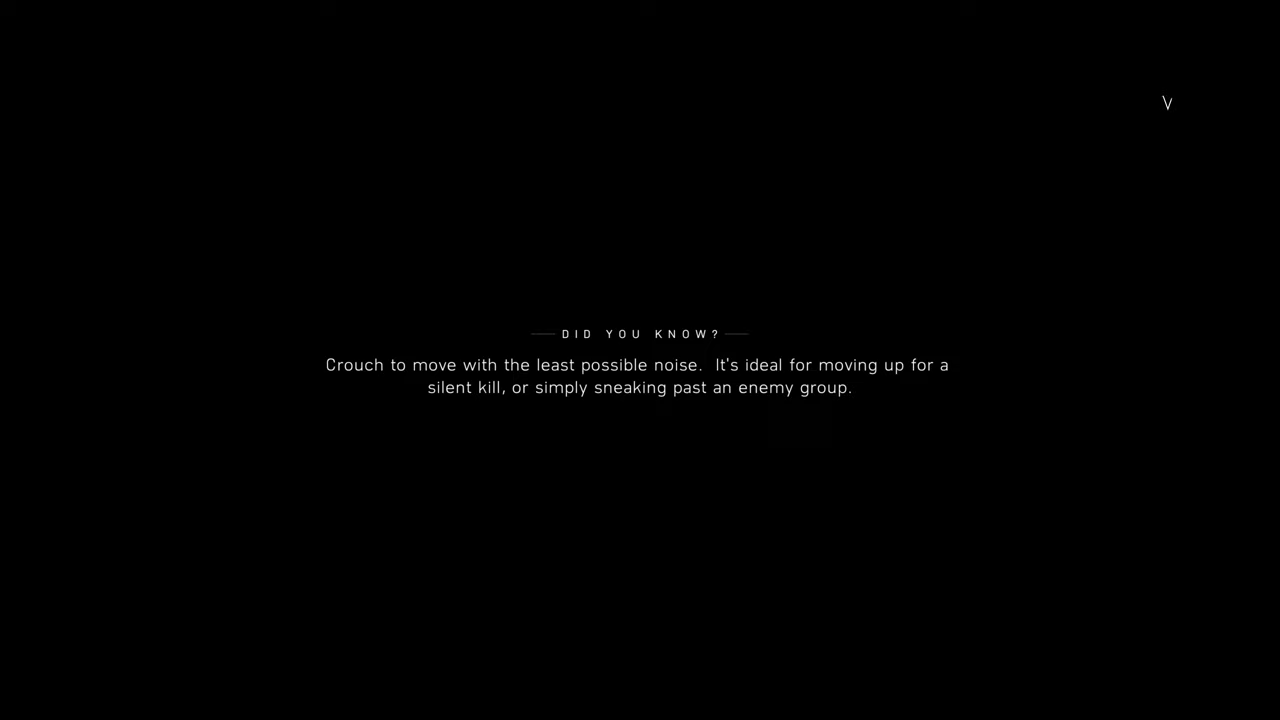 V
DID YOU KNOW?
Crouch to move with the least possible noise.  It's ideal for moving up for a
silent kill, or simply sneaking past an enemy group.